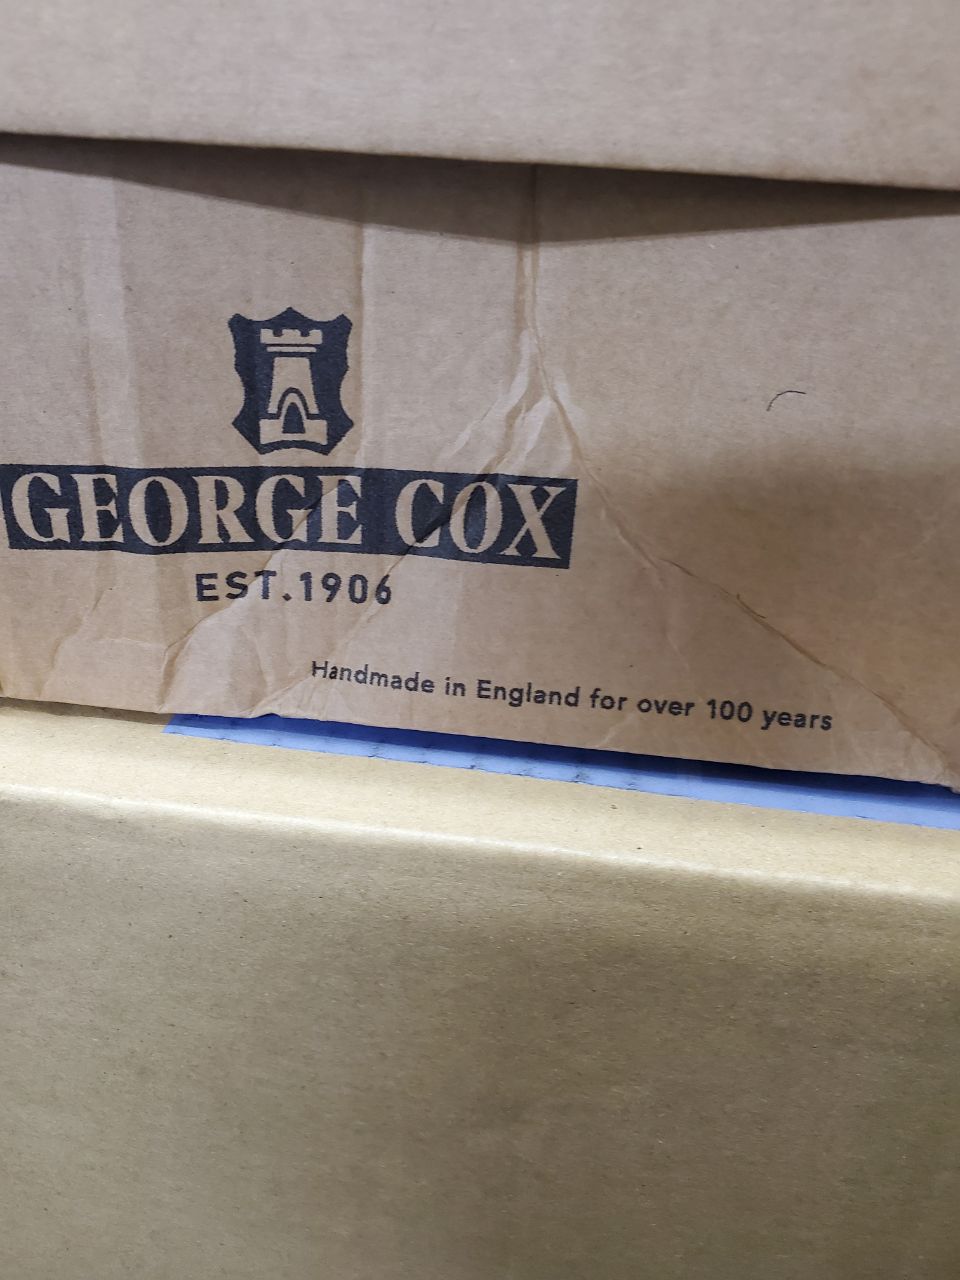 GEORGE COX
EST.1906
Handmade in England for over 100 years